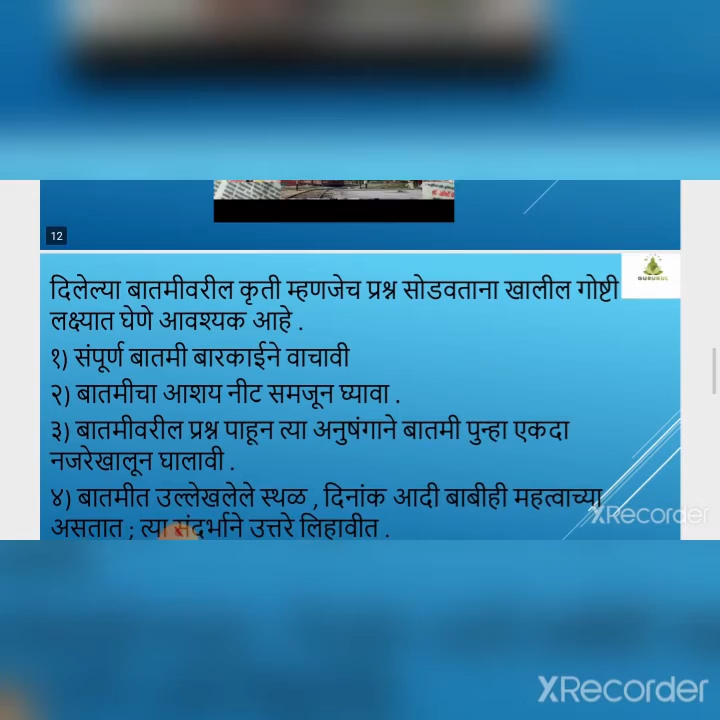 12
GURUKUL
दिलेल्या बातमीवरील कृती म्हणजेच प्रश्न सोडवताना खालील गोष्टी
लक्ष्यात घेणे आवश्यक आहे .
१) संपूर्ण बातमी बारकाईने वाचावी
२) बातमीचा आशय नीट समजून घ्यावा .
३) बातमीवरील प्रश्न पाहून त्या अनुषंगाने बातमी पुन्हा एकदा
नजरेखालून घालावी .
४) बातमीत उल्लेखलेले स्थळ , दिनांक आदी बाबीही महत्वाच्या
असतात ; त्या संदर्भाने उत्तरे लिहावीत .
XRecorder
XRecorder